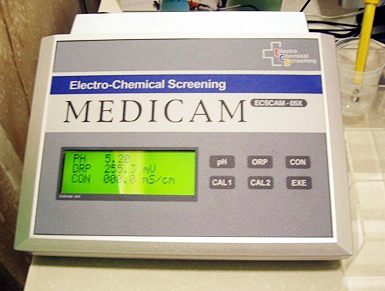 Electro
Chemical
Screening
Electro-Chemical Screening
MEDICAM
ECSCAM - 05X
PH 5.20
ORP 255.3 mV
CON 000.0 mS/cm
pH ORP CON
CAL1 CAL2 EXE